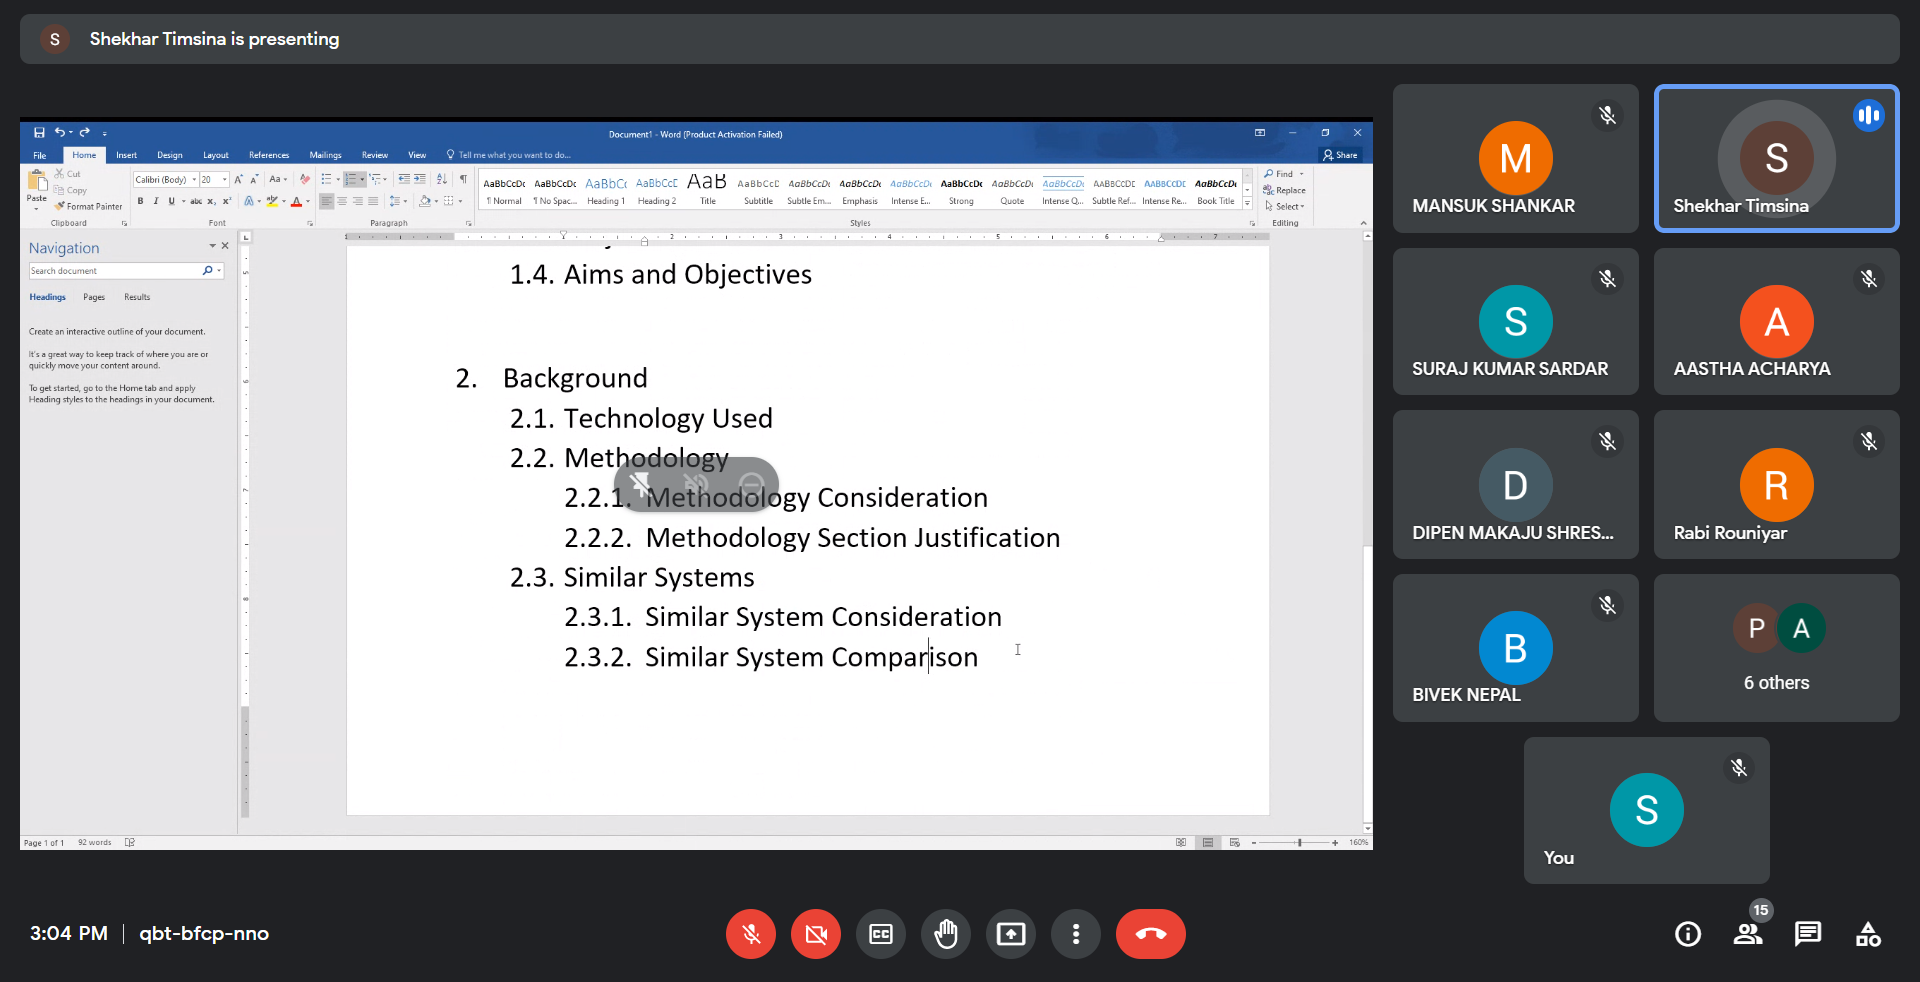 S Shekhar Timsina is presenting
Document1 - Word (Product Activation Failed)
File Home Insert Design Layout References Mailings Review View Tell me what you want to do... Share
Paste
Cut
Copy
Format Painter
Calibri (Body) 20 Aa
B I U abc x₂ x² A A
AaBbCcDc AaBbCcDc AaBbCc AaBbCcC AaB AaBbCcC AaBbCcDc AaBbCcDc AaBbCcDc AaBbCcDc AaBbCcDc AaBbCcDc AABBCCDC AABBCCDC AaBbCcDc
¶ Normal ¶ No Spac... Heading 1 Heading 2 Title Subtitle Subtle Em... Emphasis Intense E... Strong Quote Intense Q... Subtle Ref... Intense Re... Book Title
Find
Replace
Select
Clipboard Font Paragraph Styles Editing
Navigation
Search document
Headings Pages Results
Create an interactive outline of your document.
It's a great way to keep track of where you are or
quickly move your content around.
To get started, go to the Home tab and apply
Heading styles to the headings in your document.
1.4. Aims and Objectives
2. Background
2.1. Technology Used
2.2. Methodology
2.2.1. Methodology Consideration
2.2.2. Methodology Section Justification
2.3. Similar Systems
2.3.1. Similar System Consideration
2.3.2. Similar System Comparison
Page 1 of 1 92 words 160%
M
MANSUK SHANKAR
S
Shekhar Timsina
S
SURAJ KUMAR SARDAR
A
AASTHA ACHARYA
D
DIPEN MAKAJU SHRES...
R
Rabi Rouniyar
B
BIVEK NEPAL
P A
6 others
S
You
3:04 PM | qbt-bfcp-nno
CC
15